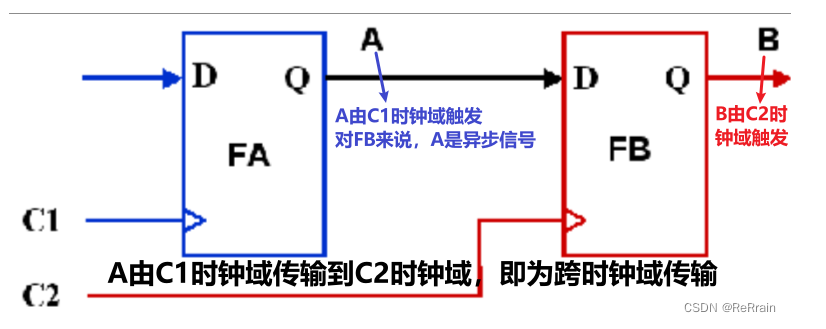 A
B
D
Q
D
Q
A由C1时钟域触发
对FB来说，A是异步信号
B由C2时
钟域触发
FA
FB
C1
A由C1时钟域传输到C2时钟域，即为跨时钟域传输
C2
CSDN @ReRrain